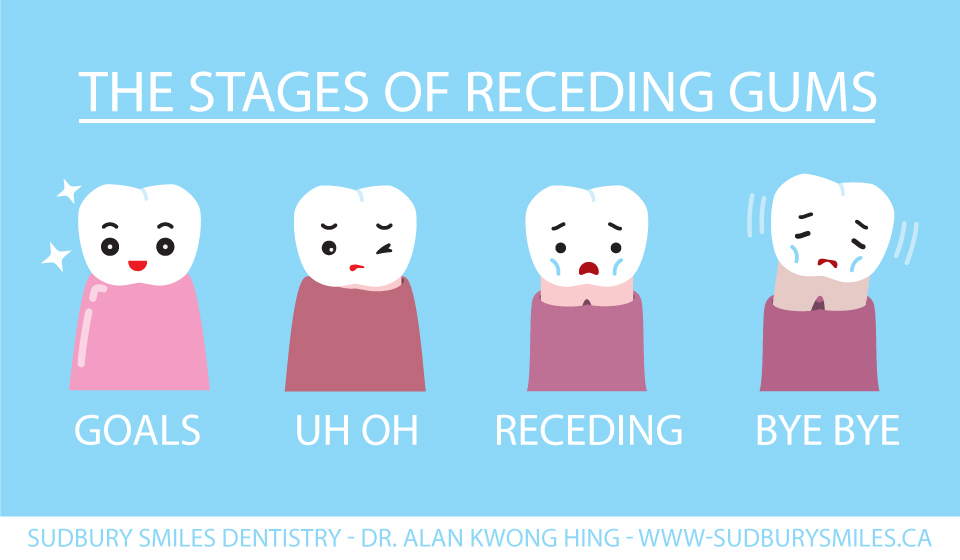 THE STAGES OF RECEDING GUMS
GOALS
UH OH
RECEDING
BYE BYE
SUDBURY SMILES DENTISTRY - DR. ALAN KWONG HING - WWW-SUDBURYSMILES.CA